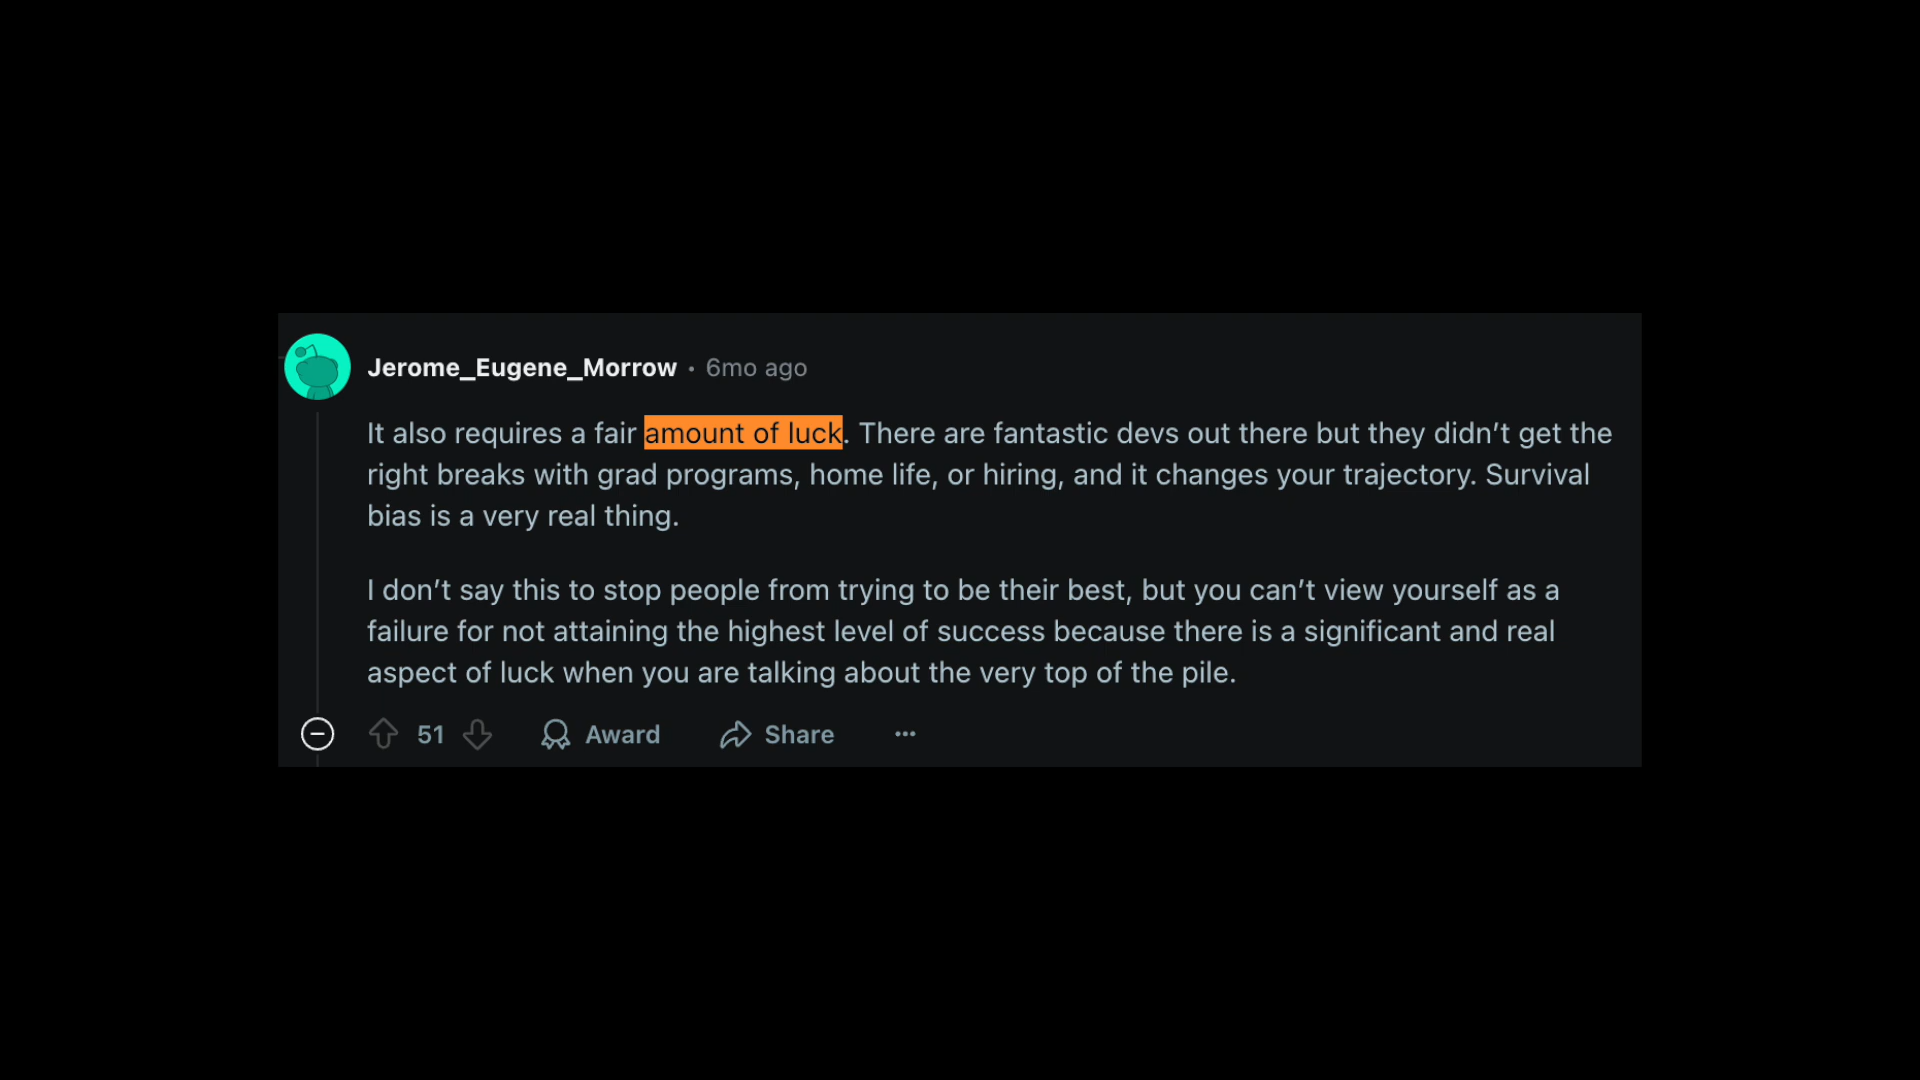 Jerome_Eugene_Morrow • 6mo ago
It also requires a fair amount of luck. There are fantastic devs out there but they didn’t get the
right breaks with grad programs, home life, or hiring, and it changes your trajectory. Survival
bias is a very real thing.
I don’t say this to stop people from trying to be their best, but you can’t view yourself as a
failure for not attaining the highest level of success because there is a significant and real
aspect of luck when you are talking about the very top of the pile.
51 Award Share ...